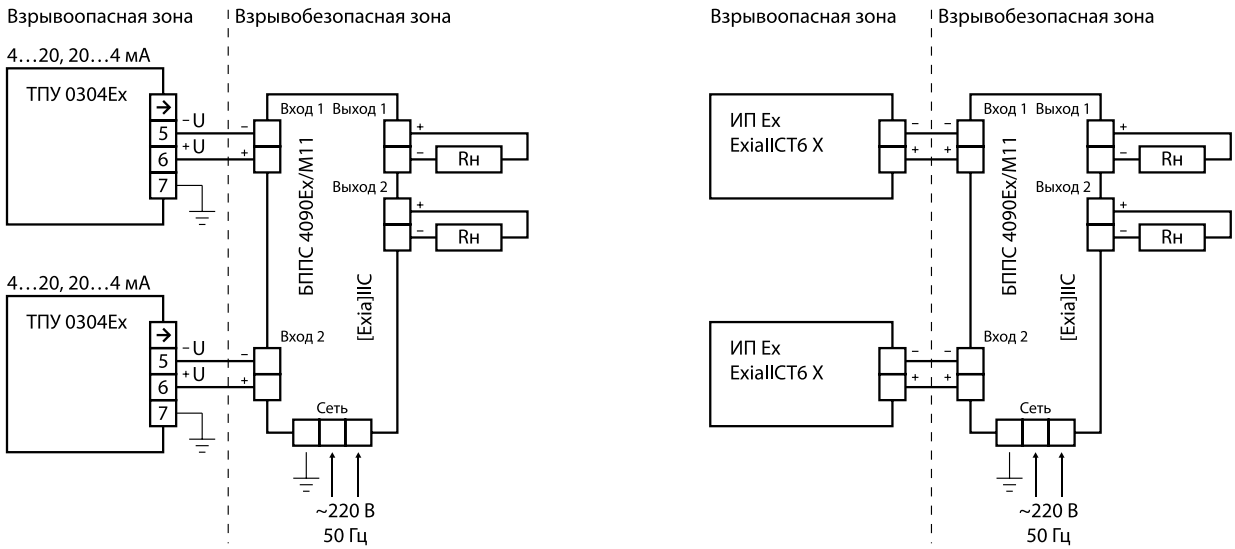 Взрывоопасная зона
Взрывобезопасная зона
4…20, 20…4 мА
ТПУ 0304Ex
→
5
6
7
– U
+ U
–
+
Вход 1
Выход 1
+
–
Rн
Выход 2
+
–
Rн
БППС 4090Ex/M11
[Exia]IIC
4…20, 20…4 мА
ТПУ 0304Ex
→
5
6
7
– U
+ U
–
+
Вход 2
Сеть
~220 В
50 Гц
Взрывоопасная зона
Взрывобезопасная зона
ИП Ex
ExiaIICT6 X
–
+
–
+
Вход 1
Выход 1
+
–
Rн
Выход 2
+
–
Rн
БППС 4090Ex/M11
[Exia]IIC
ИП Ex
ExiaIICT6 X
–
+
–
+
Вход 2
Сеть
~220 В
50 Гц